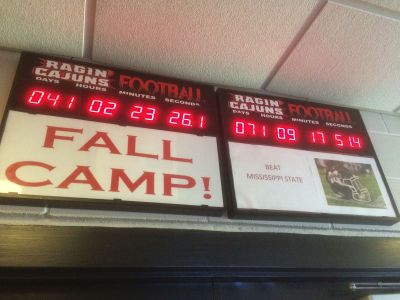 RAGIN'
CAJUNS FOOTBALL
DAYS HOURS MINUTES SECONDS
041 02 23 26.1
FALL
CAMP!
RAGIN'
CAJUNS FOOTBALL
DAYS HOURS MINUTES SECONDS
071 09 17 51.4
BEAT
MISSISSIPPI STATE